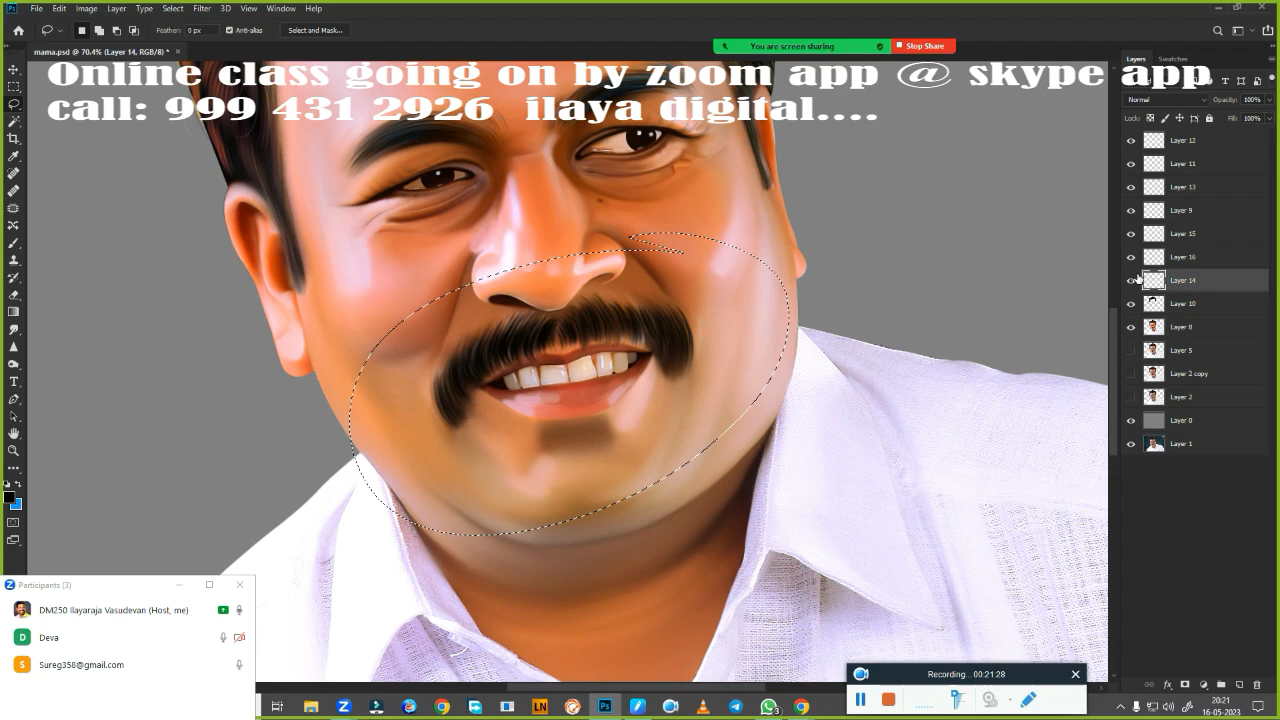 File Edit Image Layer Type Select Filter 3D View Window Help
Feather: 0 px Anti-alias Select and Mask...
mama.psd @ 70.4% (Layer 14, RGB/8) *
You are screen sharing Stop Share
Online class going on by zoom app @ skype app
call: 999 431 2926 ilaya digital....
Layers Swatches
Normal Opacity: 100%
Lock: Fill: 100%
Layer 12
Layer 11
Layer 13
Layer 9
Layer 15
Layer 16
Layer 14
Layer 10
Layer 8
Layer 5
Layer 2 copy
Layer 2
Layer 0
Layer 1
Participants (3)
DM250 Ilayaraja Vasudevan (Host, me)
D Deva
S
Recording... 00:21:28
20:21
16-05-2023